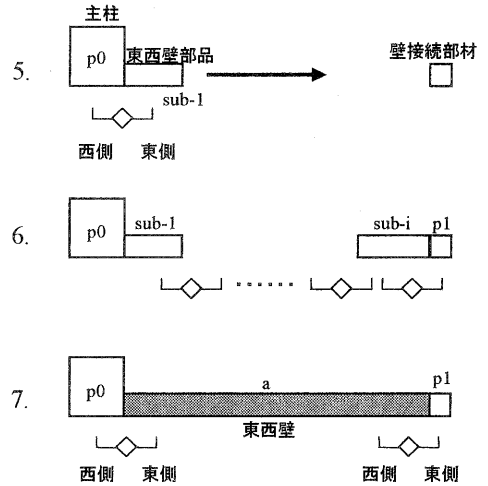 主柱
5.
p0
東西壁部品
壁接続部材
sub-1
西側 東側
6.
p0
sub-1
sub-i
p1
......
7.
p0
a
p1
東西壁
西側 東側
西側 東側